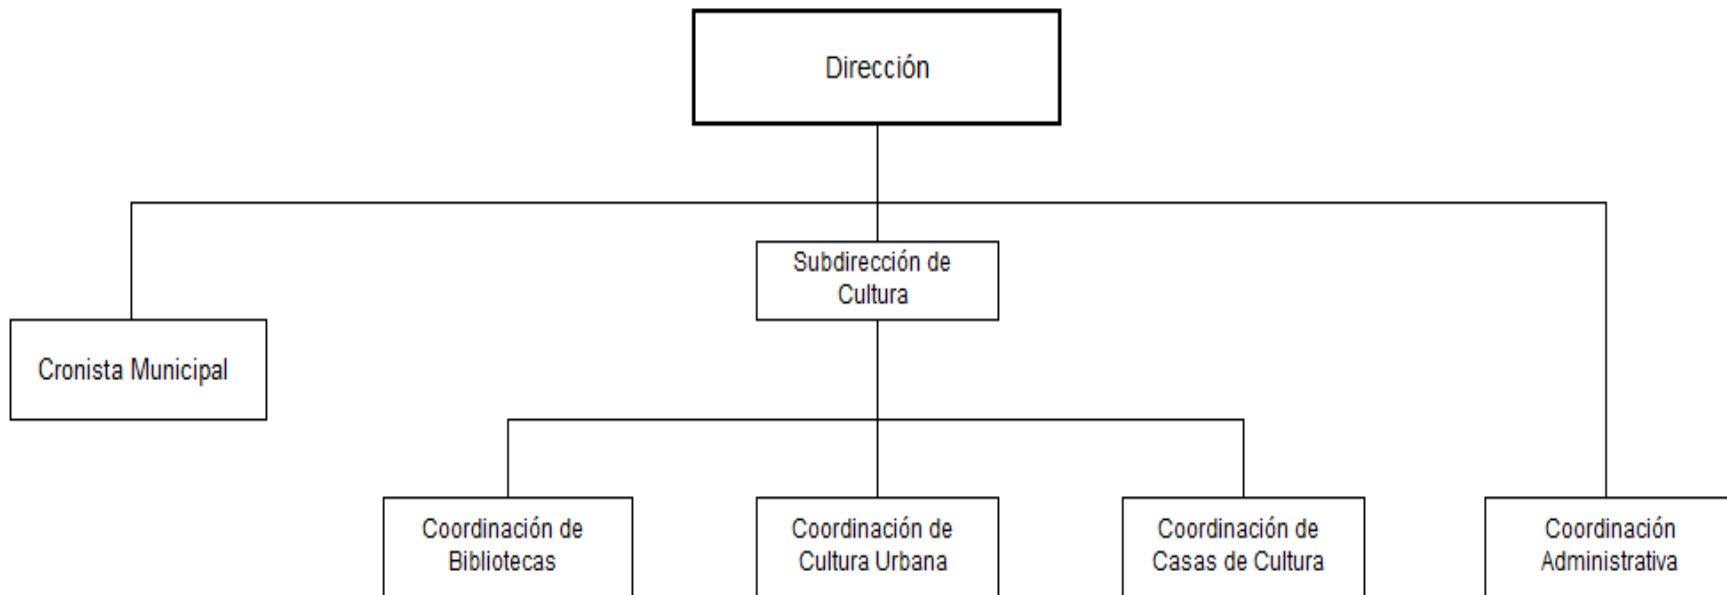 Dirección
Subdirección de
Cultura
Cronista Municipal
Coordinación de
Bibliotecas
Coordinación de
Cultura Urbana
Coordinación de
Casas de Cultura
Coordinación
Administrativa